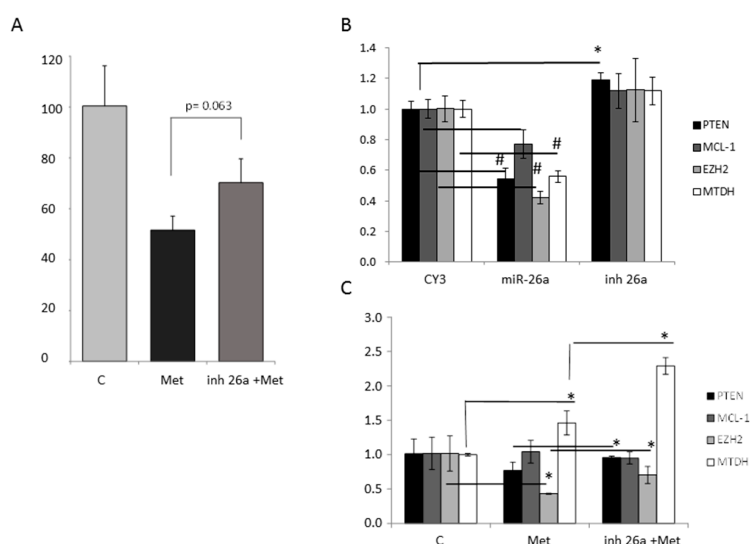 A
120
100
80
60
40
20
0
p= 0.063
C Met inh 26a +Met
B
1.4
1.2
1.0
0.8
0.6
0.4
0.2
0.0
*
#
#
#
CY3 miR-26a inh 26a
PTEN
MCL-1
EZH2
MTDH
C
3.0
2.5
2.0
1.5
1.0
0.5
0.0
*
*
*
*
*
C Met inh 26a +Met
PTEN
MCL-1
EZH2
MTDH